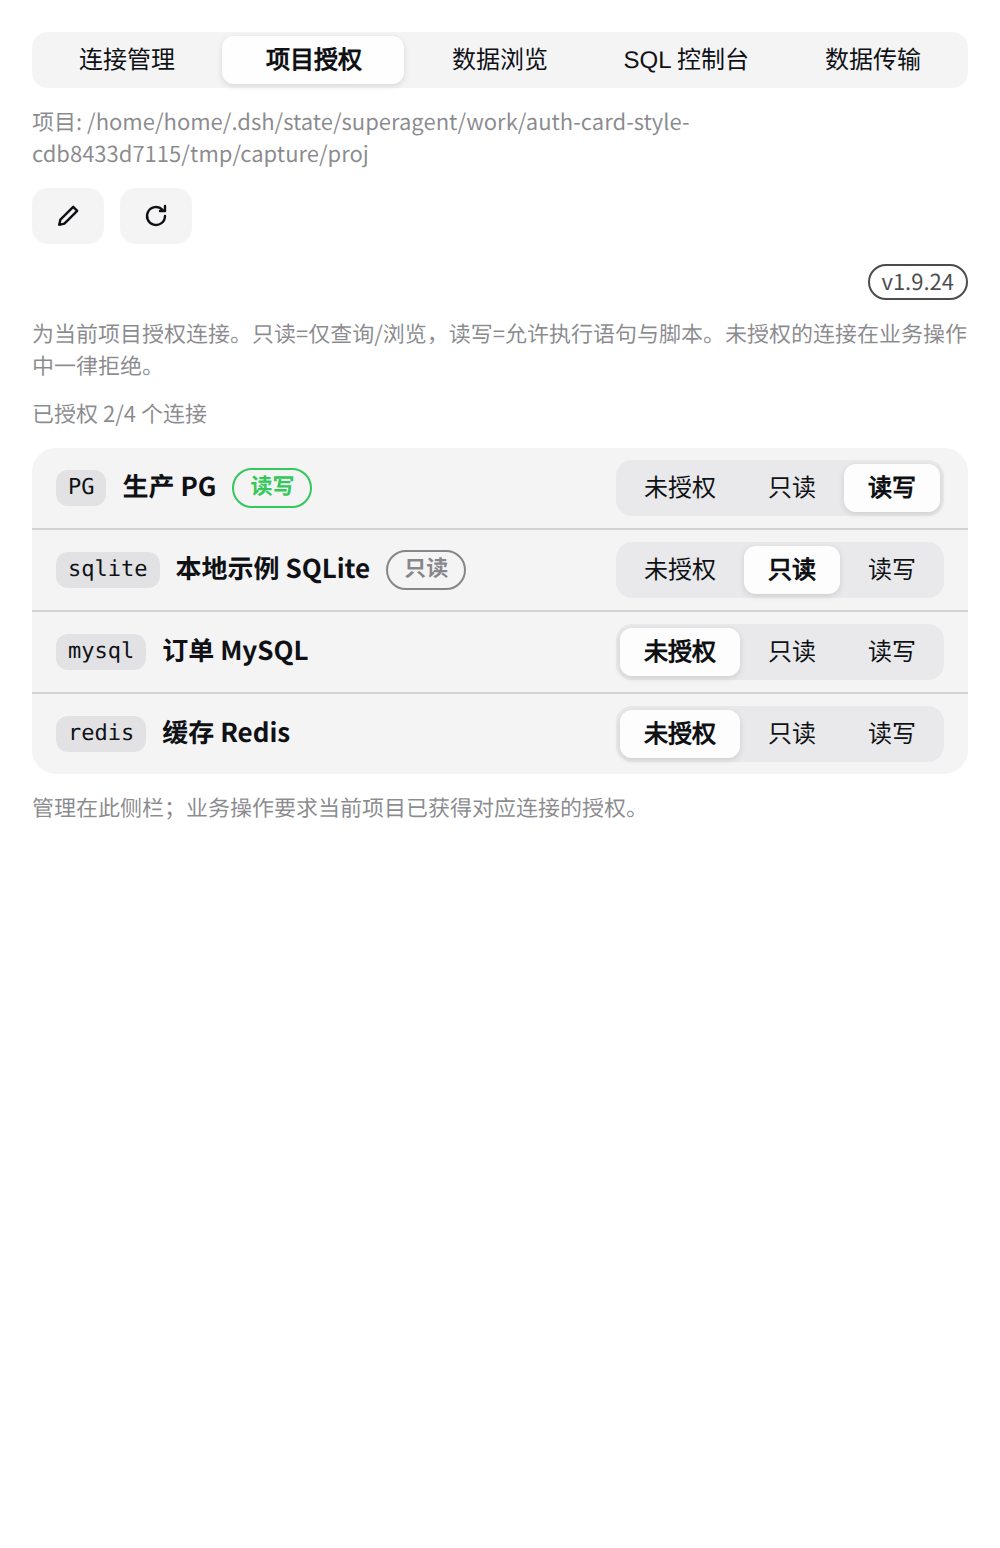 连接管理 项目授权 数据浏览 SQL 控制台 数据传输
项目: /home/home/.dsh/state/superagent/work/auth-card-style-
cdb8433d7115/tmp/capture/proj
v1.9.24
为当前项目授权连接。只读=仅查询/浏览，读写=允许执行语句与脚本。未授权的连接在业务操作
中一律拒绝。
已授权 2/4 个连接
PG 生产 PG 读写 未授权 只读 读写
sqlite 本地示例 SQLite 只读 未授权 只读 读写
mysql 订单 MySQL 未授权 只读 读写
redis 缓存 Redis 未授权 只读 读写
管理在此侧栏；业务操作要求当前项目已获得对应连接的授权。